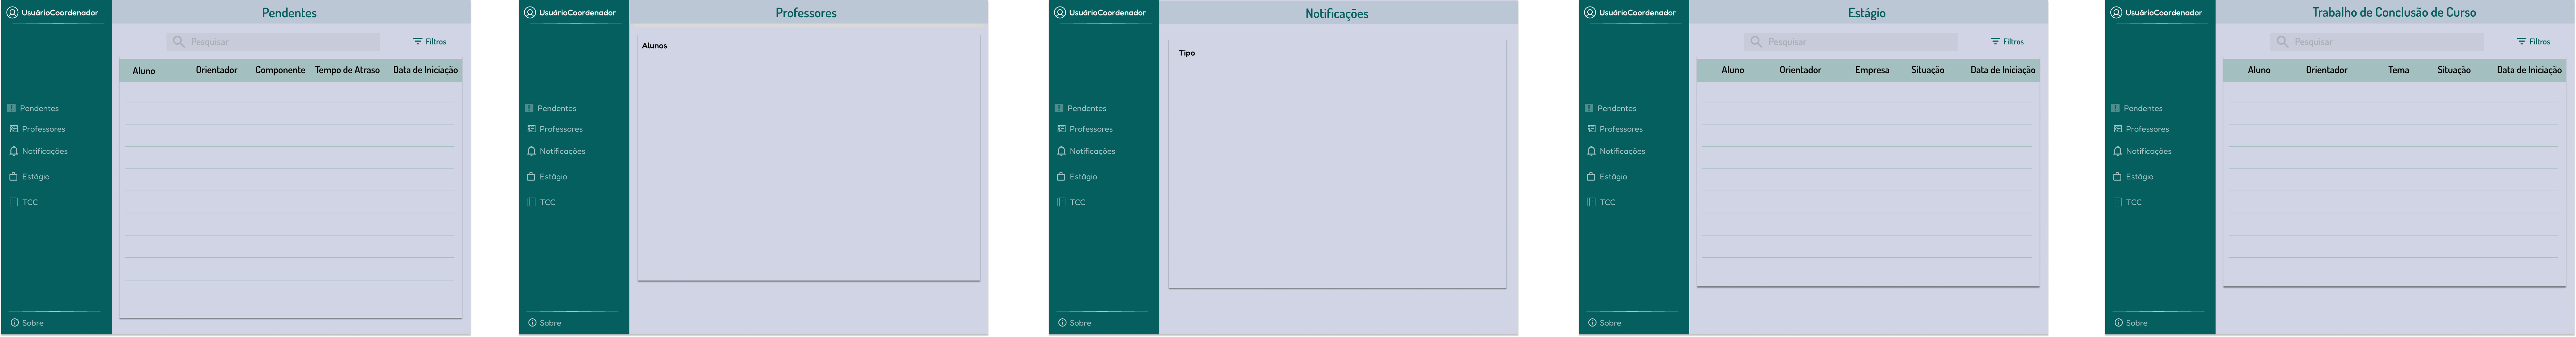 UsuárioCoordenador
Pendentes
Professores
Notificações
Estágio
TCC
Sobre
Pendentes
Pesquisar
Filtros
Aluno Orientador Componente Tempo de Atraso Data de Iniciação
UsuárioCoordenador
Pendentes
Professores
Notificações
Estágio
TCC
Sobre
Professores
Alunos
UsuárioCoordenador
Pendentes
Professores
Notificações
Estágio
TCC
Sobre
Notificações
Tipo
UsuárioCoordenador
Pendentes
Professores
Notificações
Estágio
TCC
Sobre
Estágio
Pesquisar
Filtros
Aluno Orientador Empresa Situação Data de Iniciação
UsuárioCoordenador
Pendentes
Professores
Notificações
Estágio
TCC
Sobre
Trabalho de Conclusão de Curso
Pesquisar
Filtros
Aluno Orientador Tema Situação Data de Iniciação